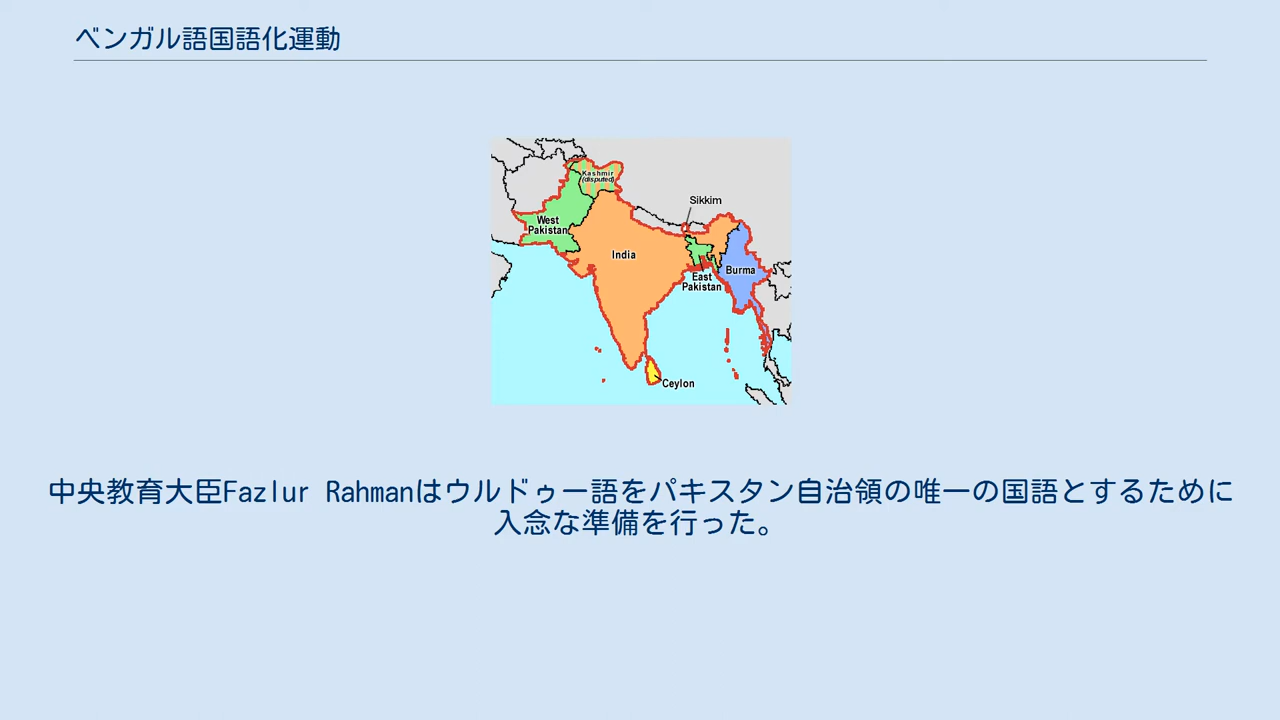 ベンガル語国語化運動
Kashmir
(disputed)
Sikkim
West
Pakistan
India
Burma
East
Pakistan
Ceylon
中央教育大臣Fazlur Rahmanはウルドゥー語をパキスタン自治領の唯一の国語とするために
入念な準備を行った。